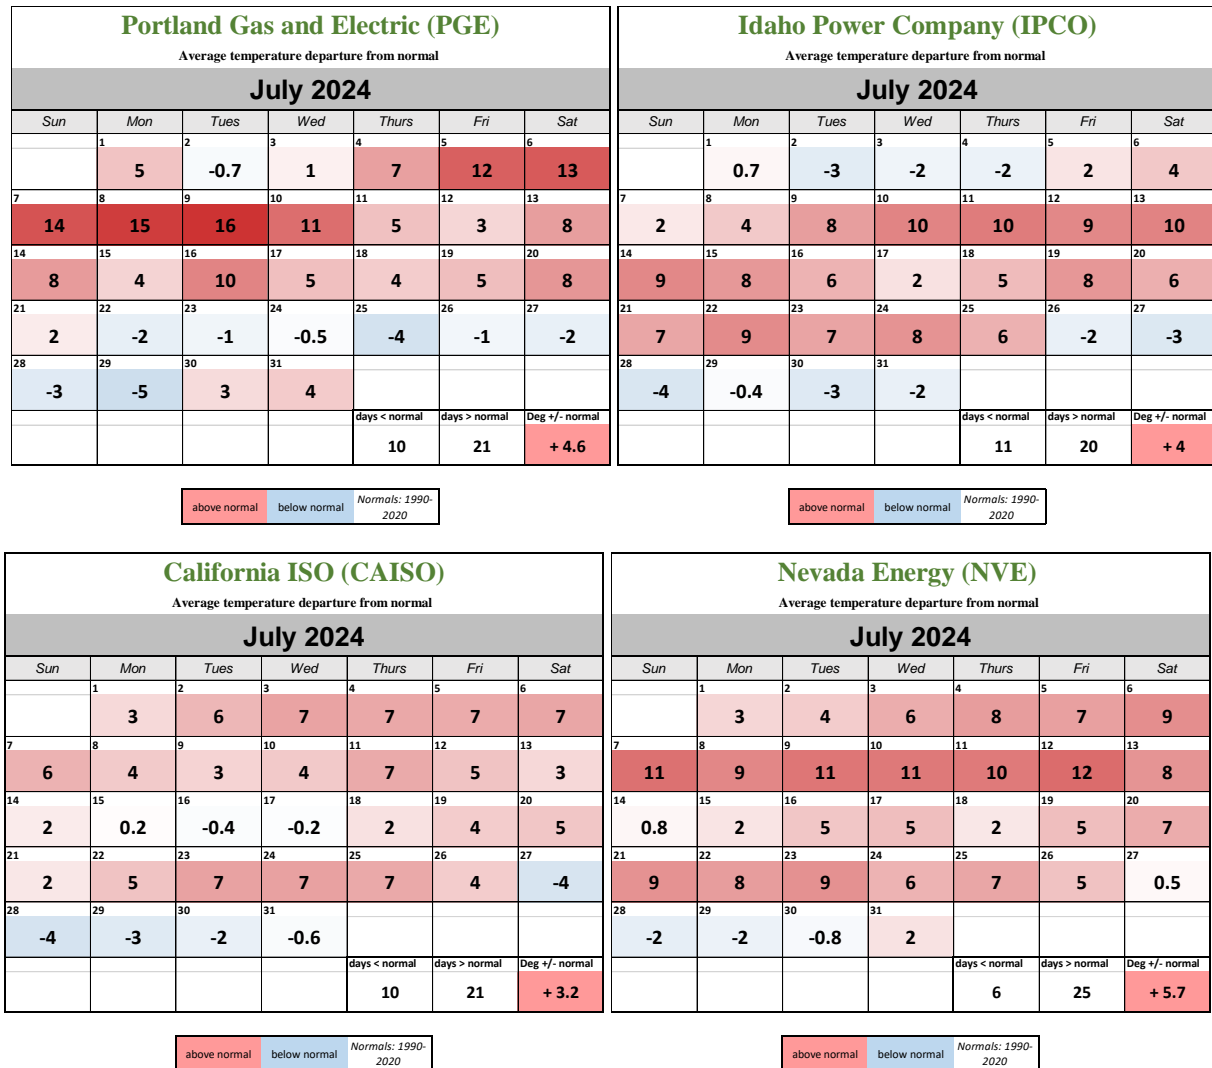 Portland Gas and Electric (PGE)
Average temperature departure from normal
July 2024
Sun Mon Tues Wed Thurs Fri Sat
1 2 3 4 5 6
5 -0.7 1 7 12 13
7 8 9 10 11 12 13
14 15 16 11 5 3 8
14 15 16 17 18 19 20
8 4 10 5 4 5 8
21 22 23 24 25 26 27
2 -2 -1 -0.5 -4 -1 -2
28 29 30 31
-3 -5 3 4
days < normal days > normal Deg +/- normal
10 21 + 4.6
above normal below normal Normals: 1990-
2020
Idaho Power Company (IPCO)
Average temperature departure from normal
July 2024
Sun Mon Tues Wed Thurs Fri Sat
1 2 3 4 5 6
0.7 -3 -2 -2 2 4
7 8 9 10 11 12 13
2 4 8 10 10 9 10
14 15 16 17 18 19 20
9 8 6 2 5 8 6
21 22 23 24 25 26 27
7 9 7 8 6 -2 -3
28 29 30 31
-4 -0.4 -3 -2
days < normal days > normal Deg +/- normal
11 20 + 4
above normal below normal Normals: 1990-
2020
California ISO (CAISO)
Average temperature departure from normal
July 2024
Sun Mon Tues Wed Thurs Fri Sat
1 2 3 4 5 6
3 6 7 7 7 7
7 8 9 10 11 12 13
6 4 3 4 7 5 3
14 15 16 17 18 19 20
2 0.2 -0.4 -0.2 2 4 5
21 22 23 24 25 26 27
2 5 7 7 7 4 -4
28 29 30 31
-4 -3 -2 -0.6
days < normal days > normal Deg +/- normal
10 21 + 3.2
above normal below normal Normals: 1990-
2020
Nevada Energy (NVE)
Average temperature departure from normal
July 2024
Sun Mon Tues Wed Thurs Fri Sat
1 2 3 4 5 6
3 4 6 8 7 9
7 8 9 10 11 12 13
11 9 11 11 10 12 8
14 15 16 17 18 19 20
0.8 2 5 5 2 5 7
21 22 23 24 25 26 27
9 8 9 6 7 5 0.5
28 29 30 31
-2 -2 -0.8 2
days < normal days > normal Deg +/- normal
6 25 + 5.7
above normal below normal Normals: 1990-
2020